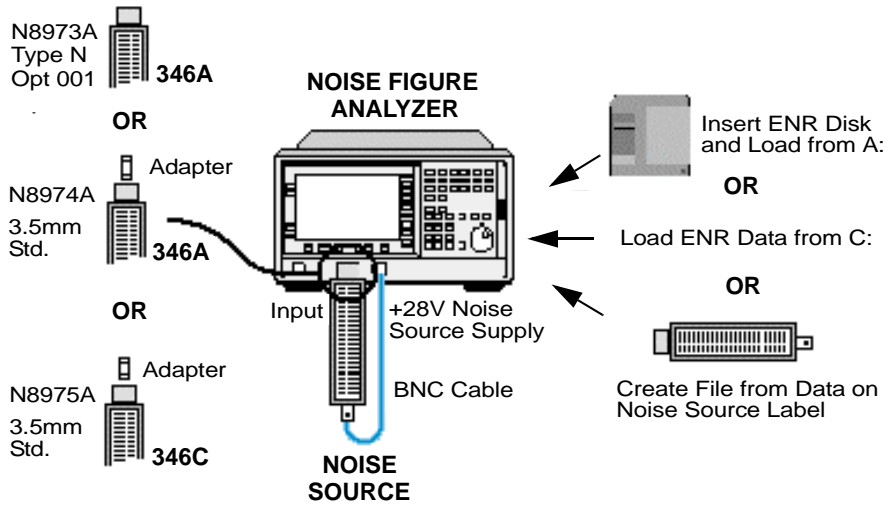 N8973A
Type N
Opt 001
346A
OR
Adapter
N8974A
3.5mm
Std.
346A
OR
Adapter
N8975A
3.5mm
Std.
346C
NOISE FIGURE
ANALYZER
Input
+28V Noise
Source Supply
BNC Cable
NOISE
SOURCE
Insert ENR Disk
and Load from A:
OR
Load ENR Data from C:
OR
Create File from Data on
Noise Source Label